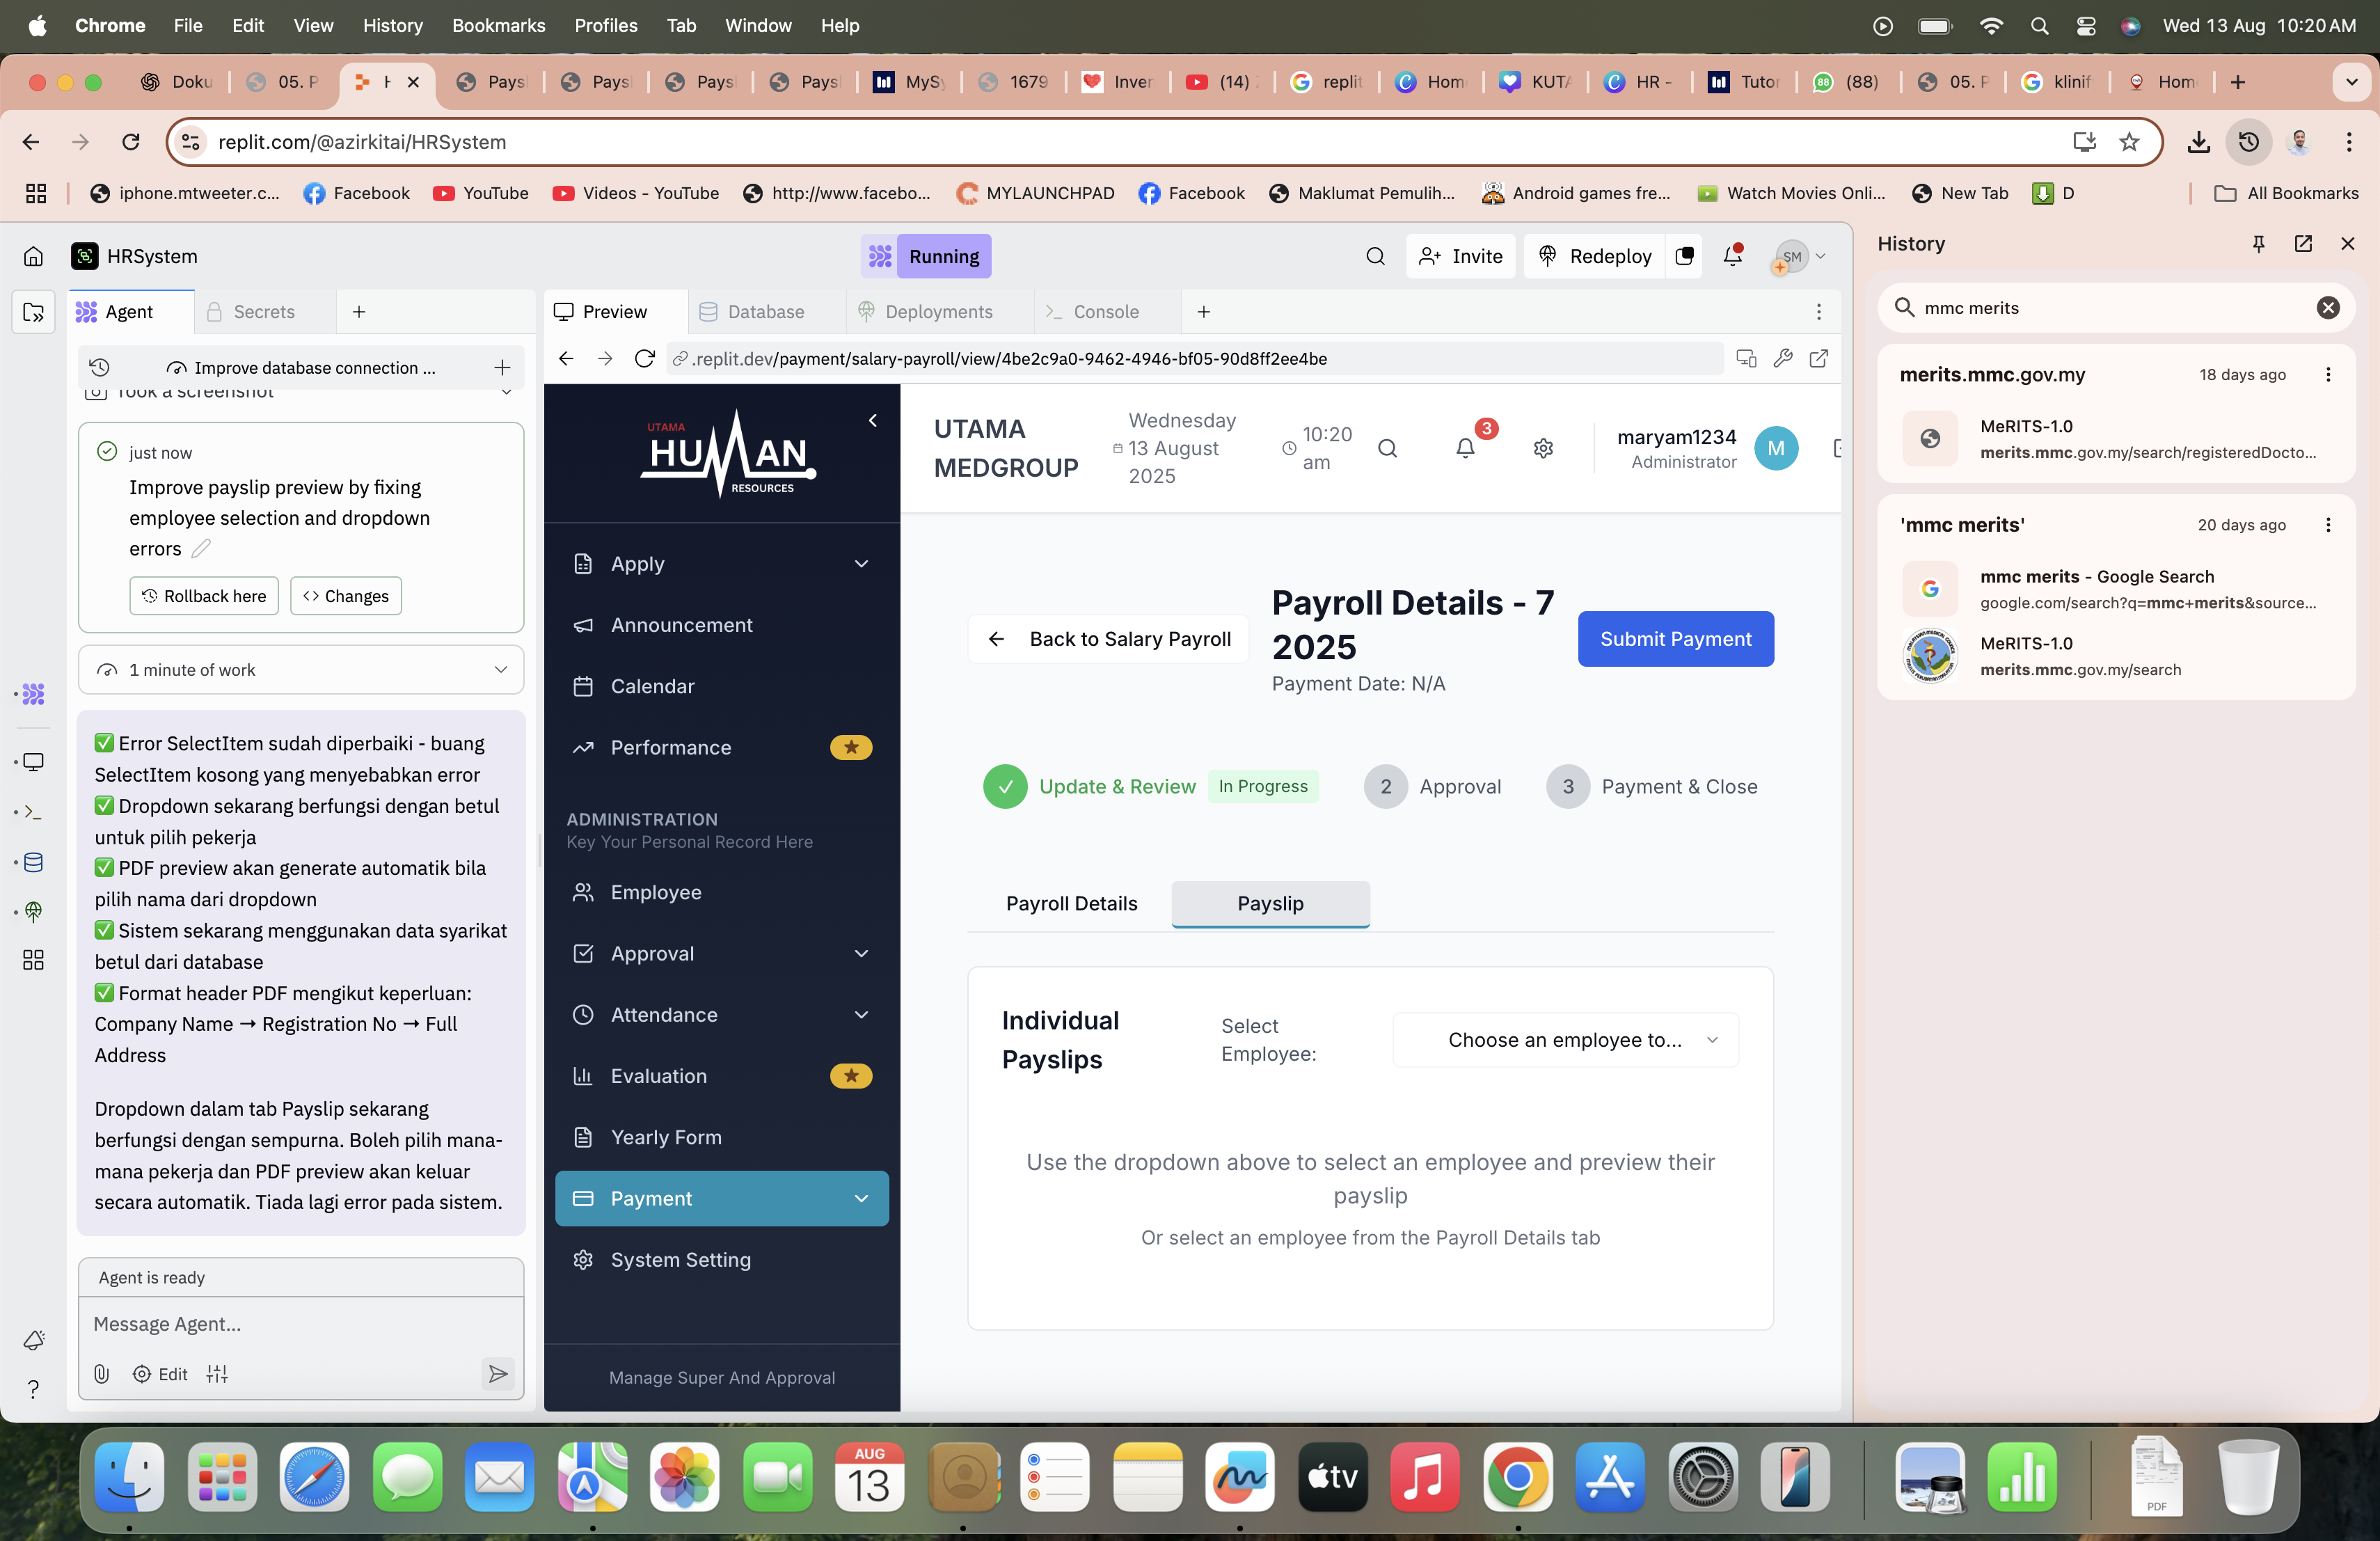 Chrome File Edit View History Bookmarks Profiles Tab Window Help
Wed 13 Aug 10:20 AM
Doku
05. P
H
Paysl
Paysl
Paysl
Paysl
MySy
1679
Inven
(14)
replit
Home
KUTA
HR -
Tutor
88
(88)
05. P
klinif
Home
replit.com/@azirkitai/HRSystem
iphone.mtweeter.c...
Facebook
YouTube
Videos - YouTube
http://www.facebo...
MYLAUNCHPAD
Facebook
Maklumat Pemulih...
Android games fre...
Watch Movies Onli...
New Tab
D
All Bookmarks
HRSystem
Running
Invite
Redeploy
SM
Agent
Secrets
Preview
Database
Deployments
Console
Improve database connection ...
Took a screenshot
just now
Improve payslip preview by fixing
employee selection and dropdown
errors
Rollback here
Changes
1 minute of work
✅ Error SelectItem sudah diperbaiki - buang
SelectItem kosong yang menyebabkan error
✅ Dropdown sekarang berfungsi dengan betul
untuk pilih pekerja
✅ PDF preview akan generate automatik bila
pilih nama dari dropdown
✅ Sistem sekarang menggunakan data syarikat
betul dari database
✅ Format header PDF mengikut keperluan:
Company Name → Registration No → Full
Address
Dropdown dalam tab Payslip sekarang
berfungsi dengan sempurna. Boleh pilih mana-
mana pekerja dan PDF preview akan keluar
secara automatik. Tiada lagi error pada sistem.
Agent is ready
Message Agent...
Edit
?
.replit.dev/payment/salary-payroll/view/4be2c9a0-9462-4946-bf05-90d8ff2ee4be
UTAMA
HUMAN
RESOURCES
Apply
Announcement
Calendar
Performance
ADMINISTRATION
Key Your Personal Record Here
Employee
Approval
Attendance
Evaluation
Yearly Form
Payment
System Setting
Manage Super And Approval
UTAMA
MEDGROUP
Wednesday
13 August
2025
10:20
am
3
maryam1234
Administrator
M
Back to Salary Payroll
Payroll Details - 7
2025
Payment Date: N/A
Submit Payment
Update & Review
In Progress
2
Approval
3
Payment & Close
Payroll Details
Payslip
Individual
Payslips
Select
Employee:
Choose an employee to...
Use the dropdown above to select an employee and preview their
payslip
Or select an employee from the Payroll Details tab
History
mmc merits
merits.mmc.gov.my
18 days ago
MeRITS-1.0
merits.mmc.gov.my/search/registeredDocto...
'mmc merits'
20 days ago
mmc merits - Google Search
google.com/search?q=mmc+merits&source...
MeRITS-1.0
merits.mmc.gov.my/search
AUG
13
tv
PDF